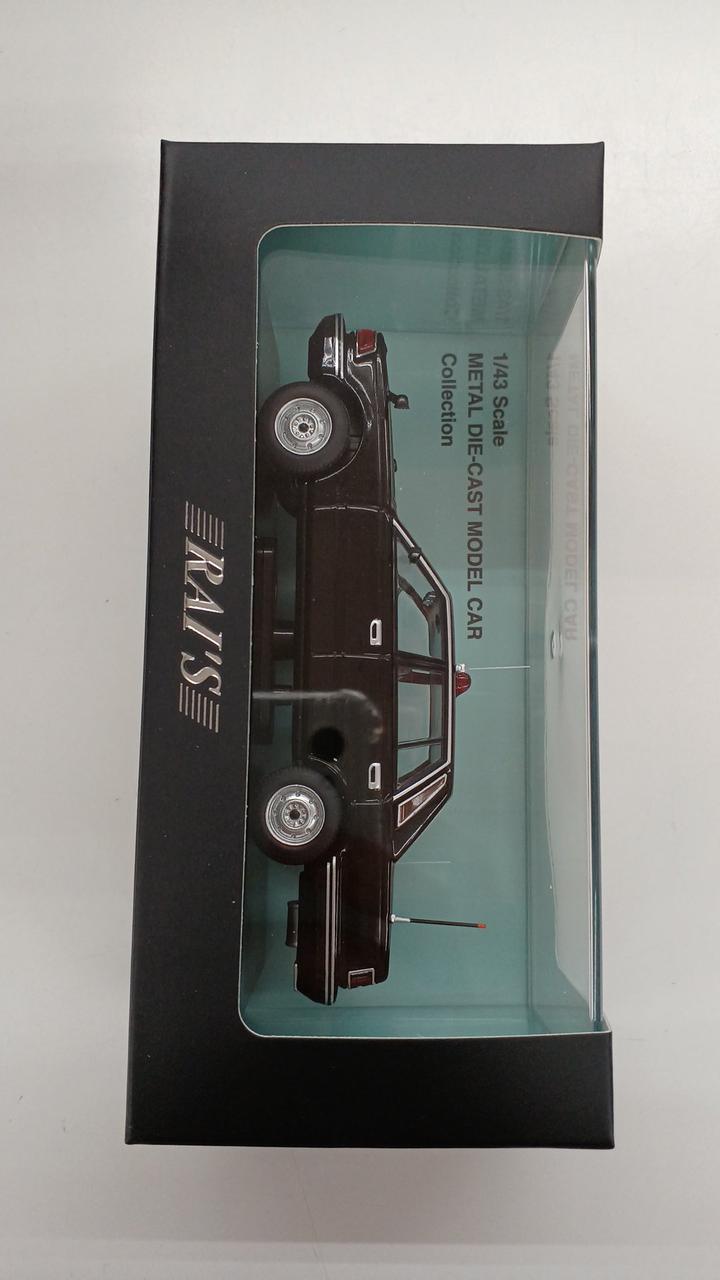 1/43 Scale
METAL DIE-CAST MODEL CAR
Collection
RAI'S